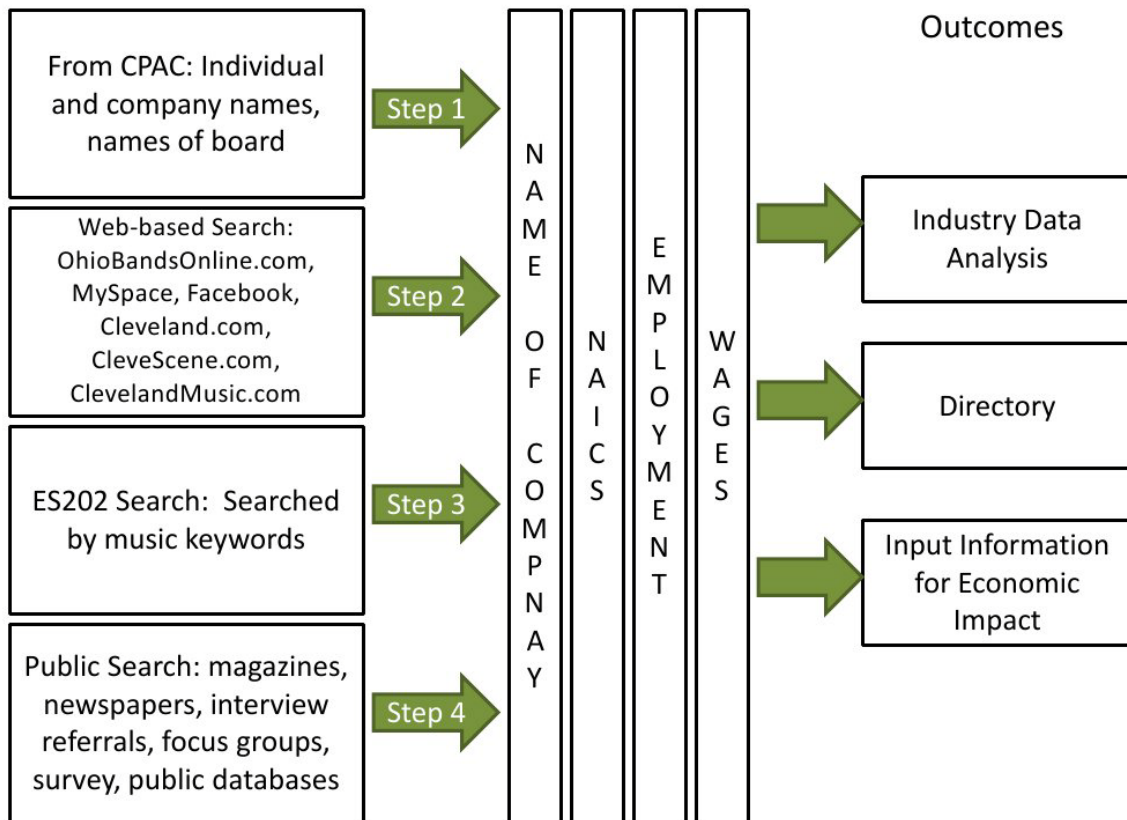 Outcomes
From CPAC: Individual
and company names,
names of board
Step 1
Web-based Search:
OhioBandsOnline.com,
MySpace, Facebook,
Cleveland.com,
CleveScene.com,
ClevelandMusic.com
Step 2
ES202 Search:  Searched
by music keywords
Step 3
Public Search: magazines,
newspapers, interview
referrals, focus groups,
survey, public databases
Step 4
NAME OF COMPNAY
NAICS
EMPLOYMENT
WAGES
Industry Data
Analysis
Directory
Input Information
for Economic
Impact